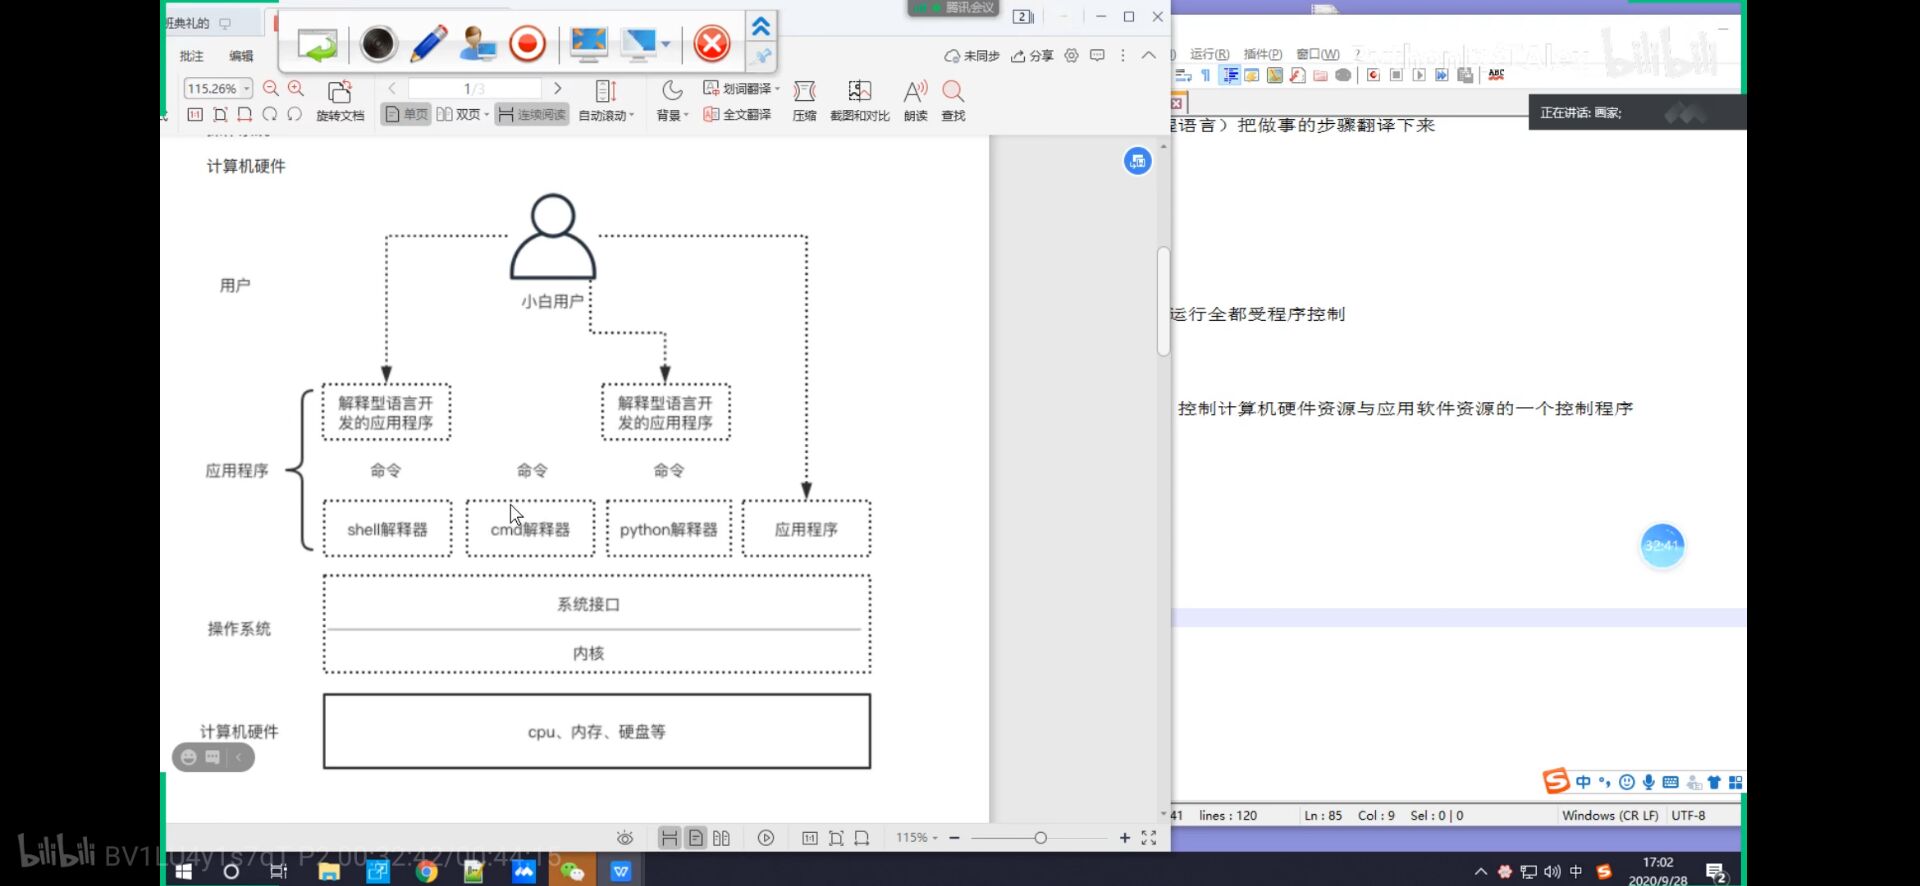 班典礼的
腾讯会议
2
批注 编辑
未同步 分享
115.26%
1/3
划词翻译
旋转文档
单页 双页 连续阅读 自动滚动
背景 全文翻译 压缩 截图和对比 朗读 查找
运行(R) 插件(P) 窗口(W)
bilibili
ABC
正在讲话: 画家;
程语言）把做事的步骤翻译下来
运行全都受程序控制
控制计算机硬件资源与应用软件资源的一个控制程序
32:41
计算机硬件
用户
小白用户
解释型语言开
发的应用程序
解释型语言开
发的应用程序
应用程序
命令 命令 命令
shell解释器 cmd解释器 python解释器 应用程序
系统接口
操作系统
内核
计算机硬件
cpu、内存、硬盘等
中
41 lines : 120 Ln : 85 Col : 9 Sel : 0 | 0 Windows (CR LF) UTF-8
115%
bilibili BV1LU4y1s7dT P2 00:32:42/00:44:15
中
17:02
2020/9/28
2